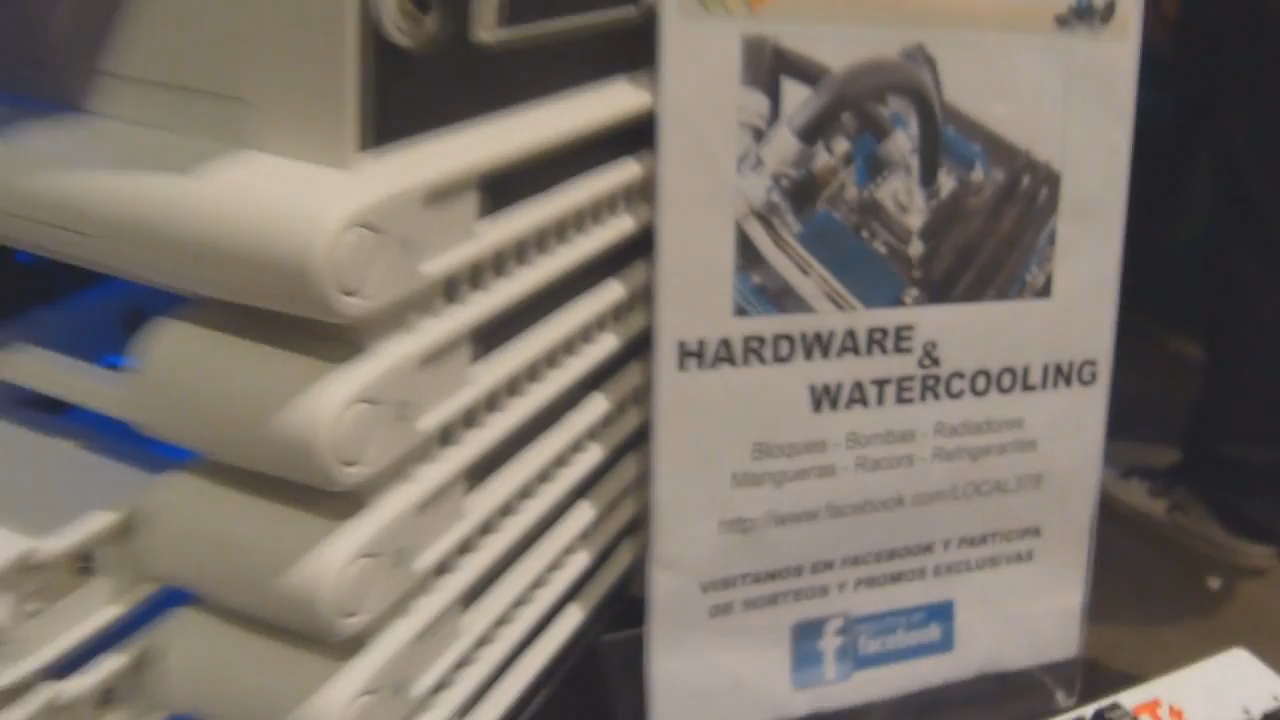 HARDWARE
&
WATERCOOLING
Bloques - Bombas - Radiadores
Mangueras - Racors - Refrigerantes
http://www.facebook.com/LOCAL
VISITANOS EN FACEBOOK Y PARTICIPA
DE SORTEOS Y PROMOS EXCLUSIVAS
f facebook